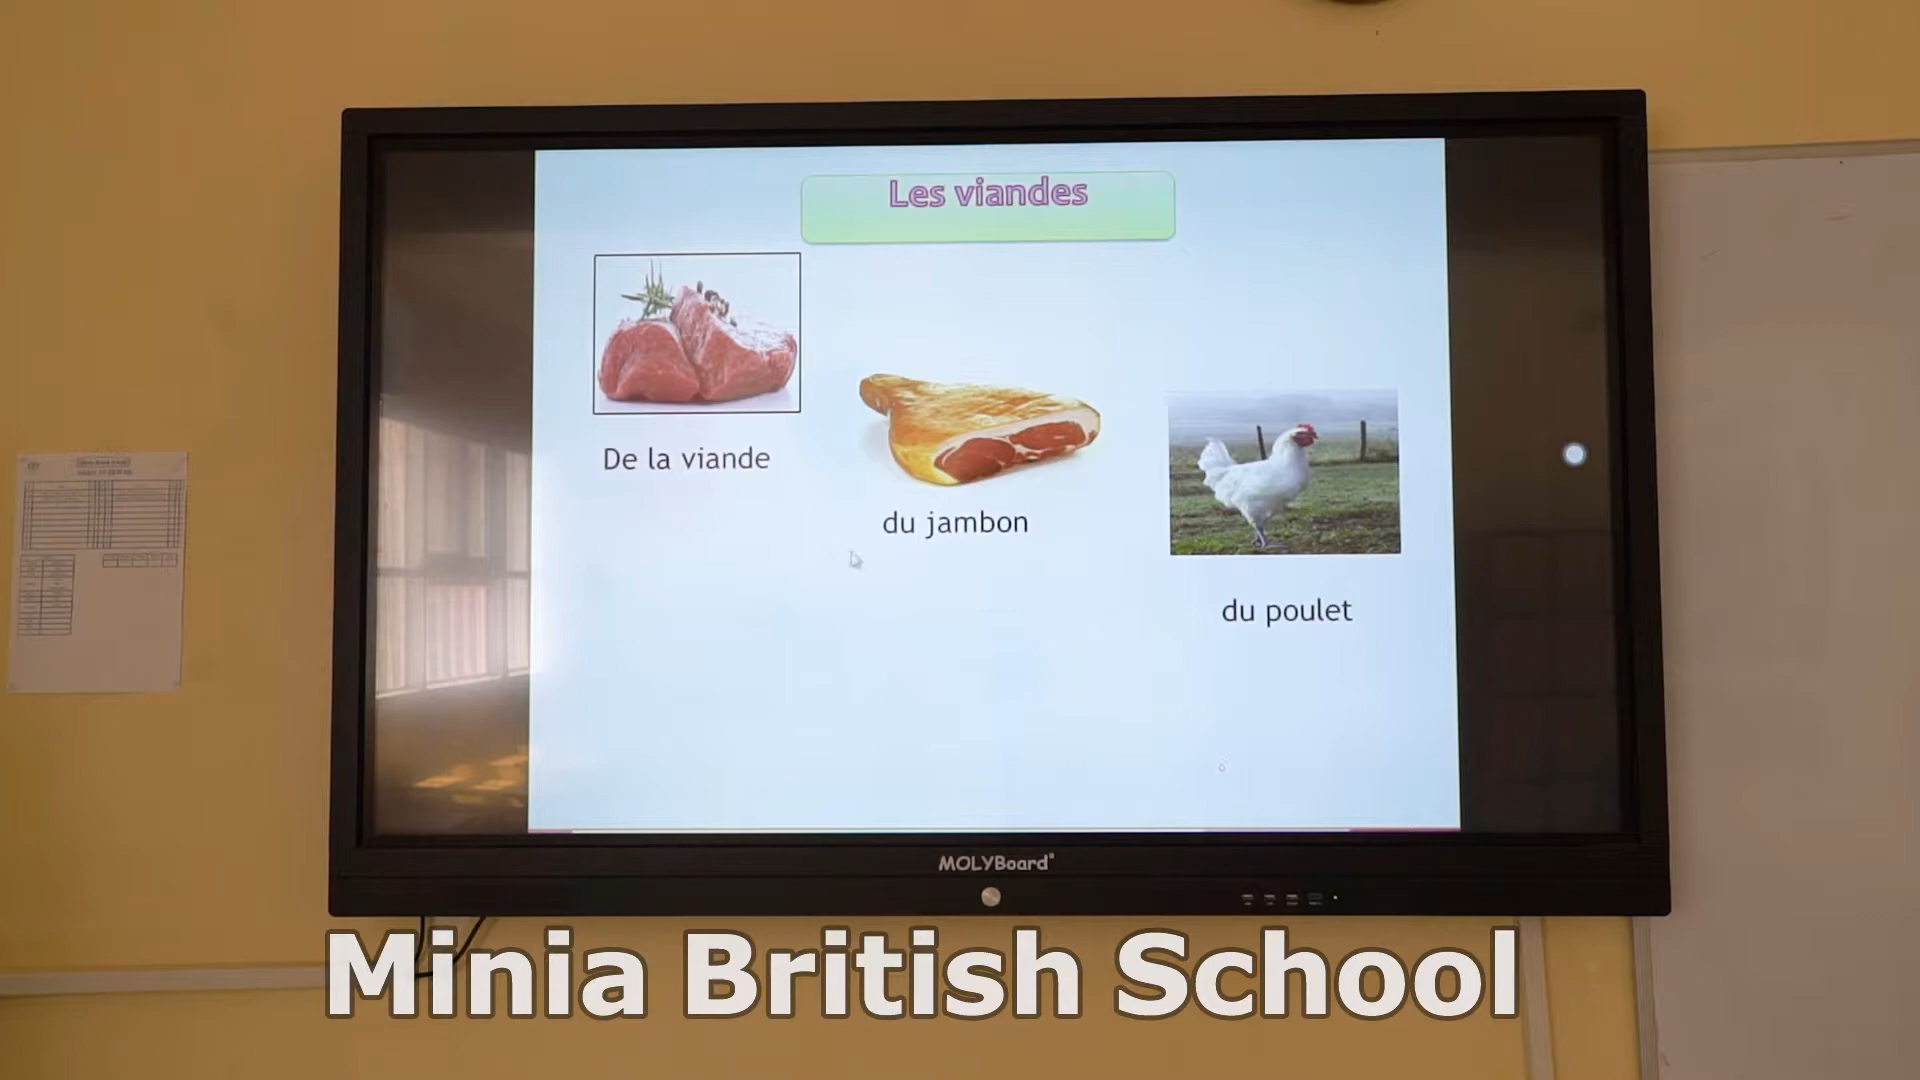 Les viandes
De la viande
du jambon
du poulet
MOLYBoard
Minia British School